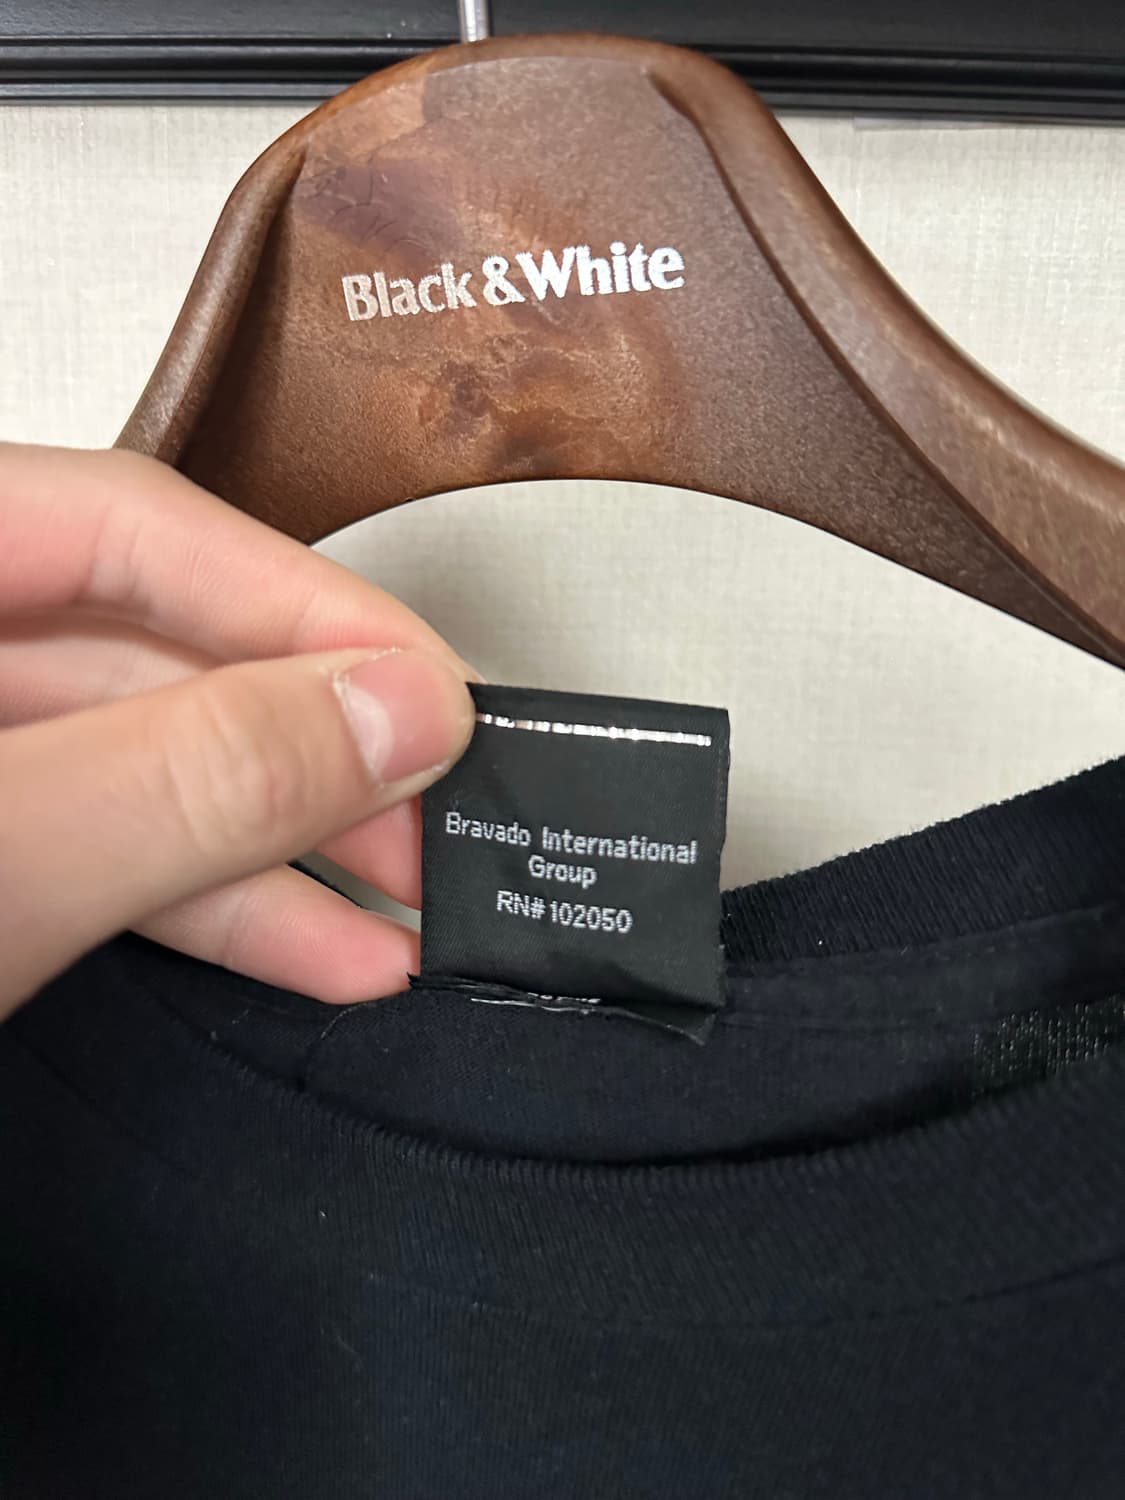 Black&White
Bravado International
Group
RN#102050